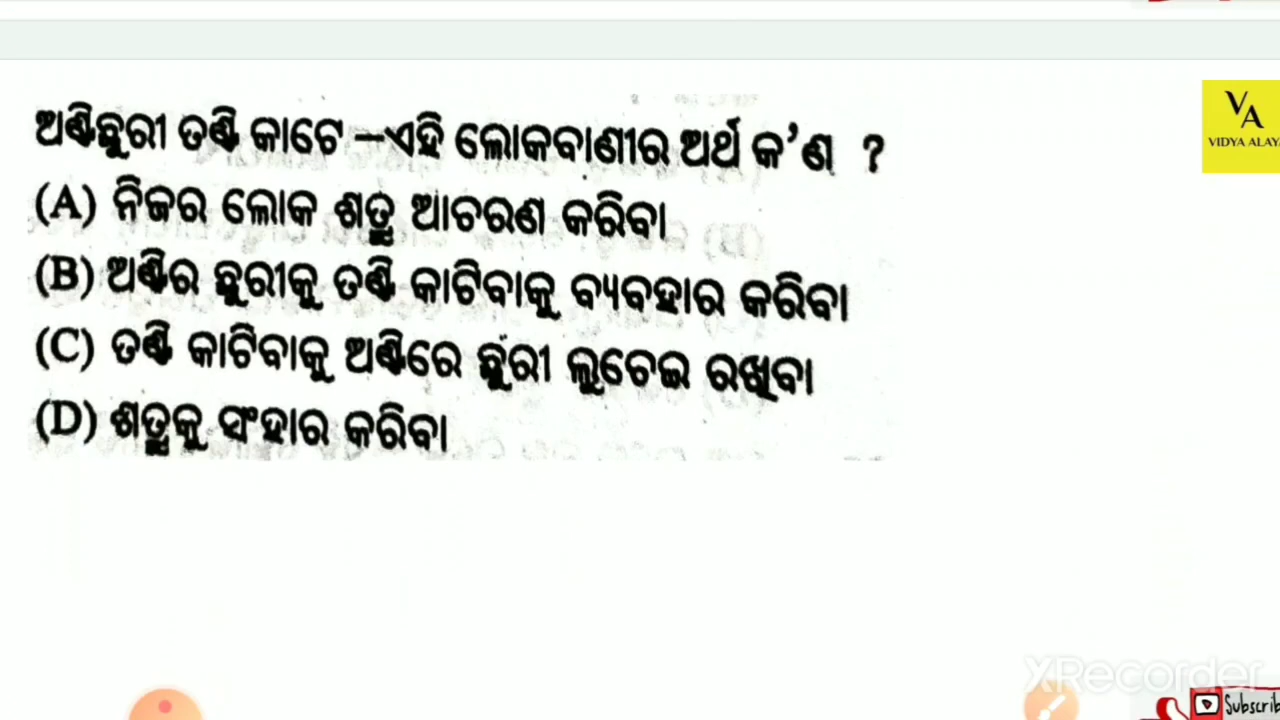 ଅଣ୍ଟିଛୁରୀ ତଣ୍ଟି କାଟେ –ଏହି ଲୋକବାଣୀର ଅର୍ଥ କ'ଣ ?
(A) ନିଜର ଲୋକ ଶତ୍ରୁ ଆଚରଣ କରିବା
(B) ଅଣ୍ଟିର ଛୁରୀକୁ ତଣ୍ଟି କାଟିବାକୁ ବ୍ୟବହାର କରିବା
(C) ତଣ୍ଟି କାଟିବାକୁ ଅଣ୍ଟିରେ ଛୁରୀ ଲୁଚେଇ ରଖିବା
(D) ଶତ୍ରୁକୁ ସଂହାର କରିବା
VA
VIDYA ALAY
XRecorder
Subscrib